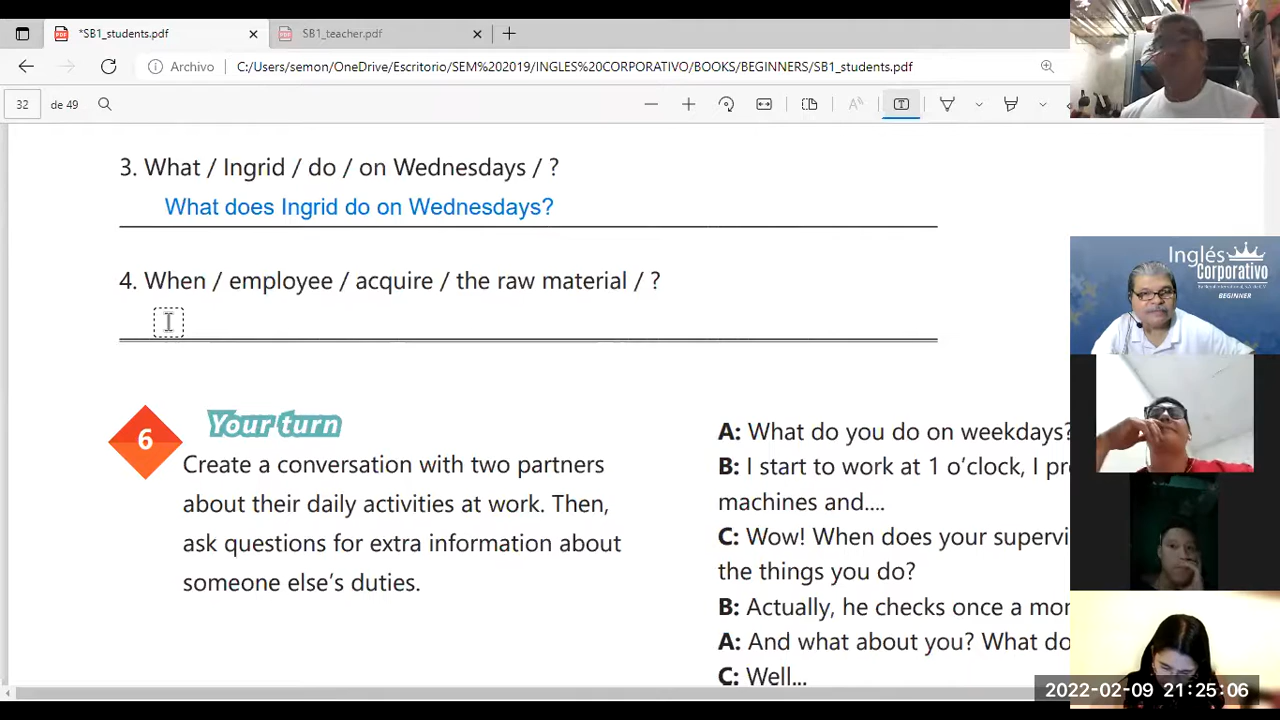 *SB1_students.pdf
SB1_teacher.pdf
Archivo
C:/Users/semon/OneDrive/Escritorio/SEM%202019/INGLES%20CORPORATIVO/BOOKS/BEGINNERS/SB1_students.pdf
32
de 49
3. What / Ingrid / do / on Wednesdays / ?
What does Ingrid do on Wednesdays?
4. When / employee / acquire / the raw material / ?
6
Your turn
Create a conversation with two partners
about their daily activities at work. Then,
ask questions for extra information about
someone else's duties.
A: What do you do on weekdays?
B: I start to work at 1 o'clock, I pr
machines and....
C: Wow! When does your supervi
the things you do?
B: Actually, he checks once a mor
A: And what about you? What do
C: Well...
Inglés
Corporativo
BEGINNER
2022-02-09 21:25:06